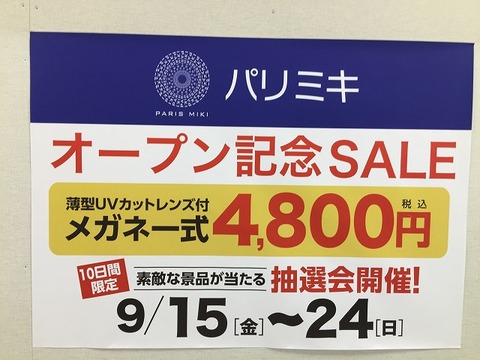 パリミキ
PARIS MIKI
オープン記念SALE
薄型UVカットレンズ付
メガネ一式
4,800円
税込
10日間
限定
素敵な景品が当たる
抽選会開催!
9/15[金]〜24[日]